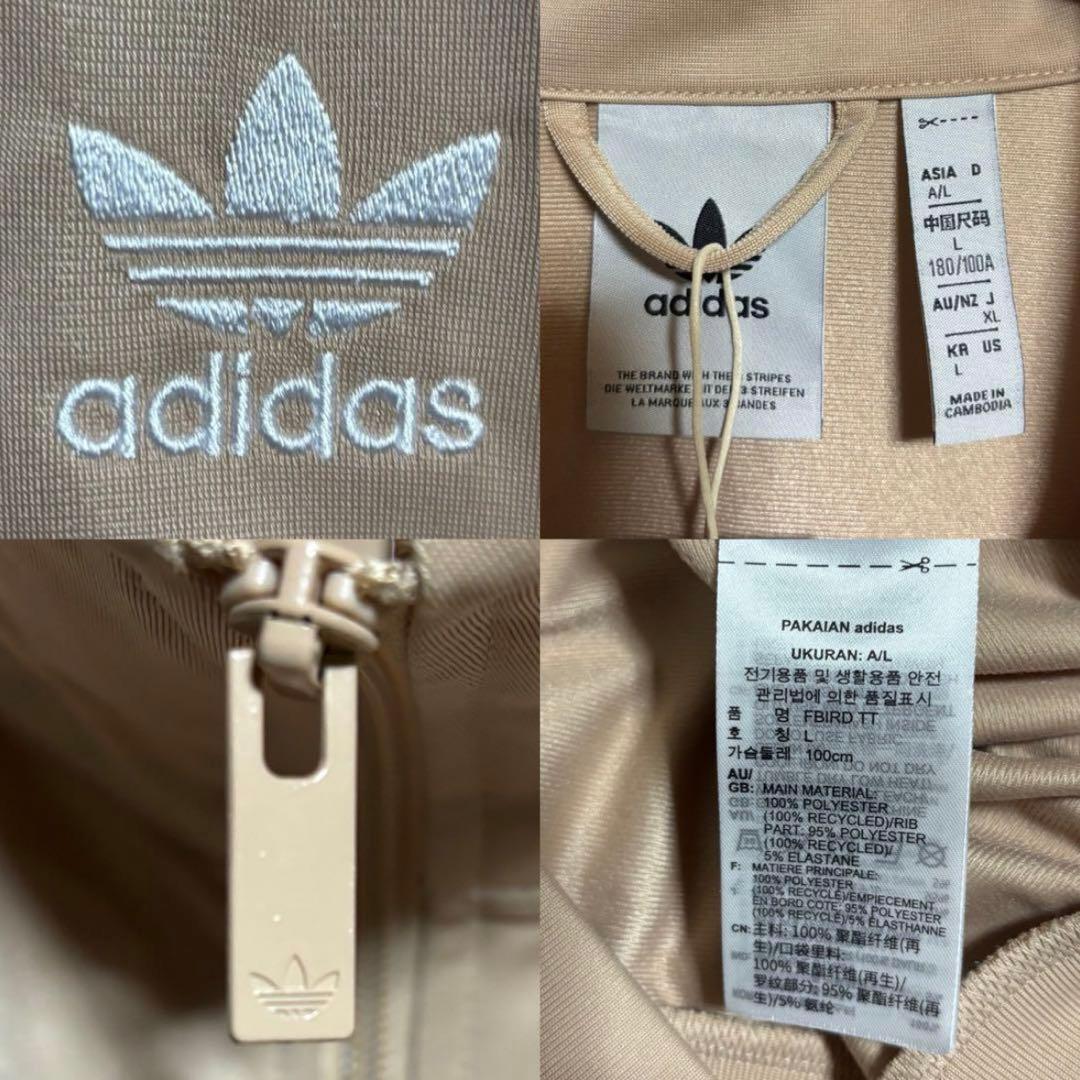 adidas
adidas
THE BRAND WITH THE 3 STRIPES
DIE WELTMARKE MIT DEN 3 STREIFEN
LA MARQUE AUX 3 BANDES
ASIA D
A/L
中国尺码
L
180/100A
AU/NZ J
XL
KR US
L
MADE IN
CAMBODIA
PAKAIAN adidas
UKURAN: A/L
전기용품 및 생활용품 안전
관리법에 의한 품질표시
품 명 FBIRD TT
호 칭 L
가슴둘레 100cm
AU/
GB: MAIN MATERIAL:
100% POLYESTER
(100% RECYCLED)/RIB
PART: 95% POLYESTER
(100% RECYCLED)/
5% ELASTANE
F: MATIERE PRINCIPALE:
100% POLYESTER
(100% RECYCLÉ)/EMPIECEMENT
EN BORD COTE: 95% POLYESTER
(100% RECYCLÉ)/5% ÉLASTHANNE
CN: 主料: 100% 聚酯纤维(再
生)/口袋里料:
100% 聚酯纤维(再生)/
罗纹部分: 95% 聚酯纤维(再
生)/5% 氨纶